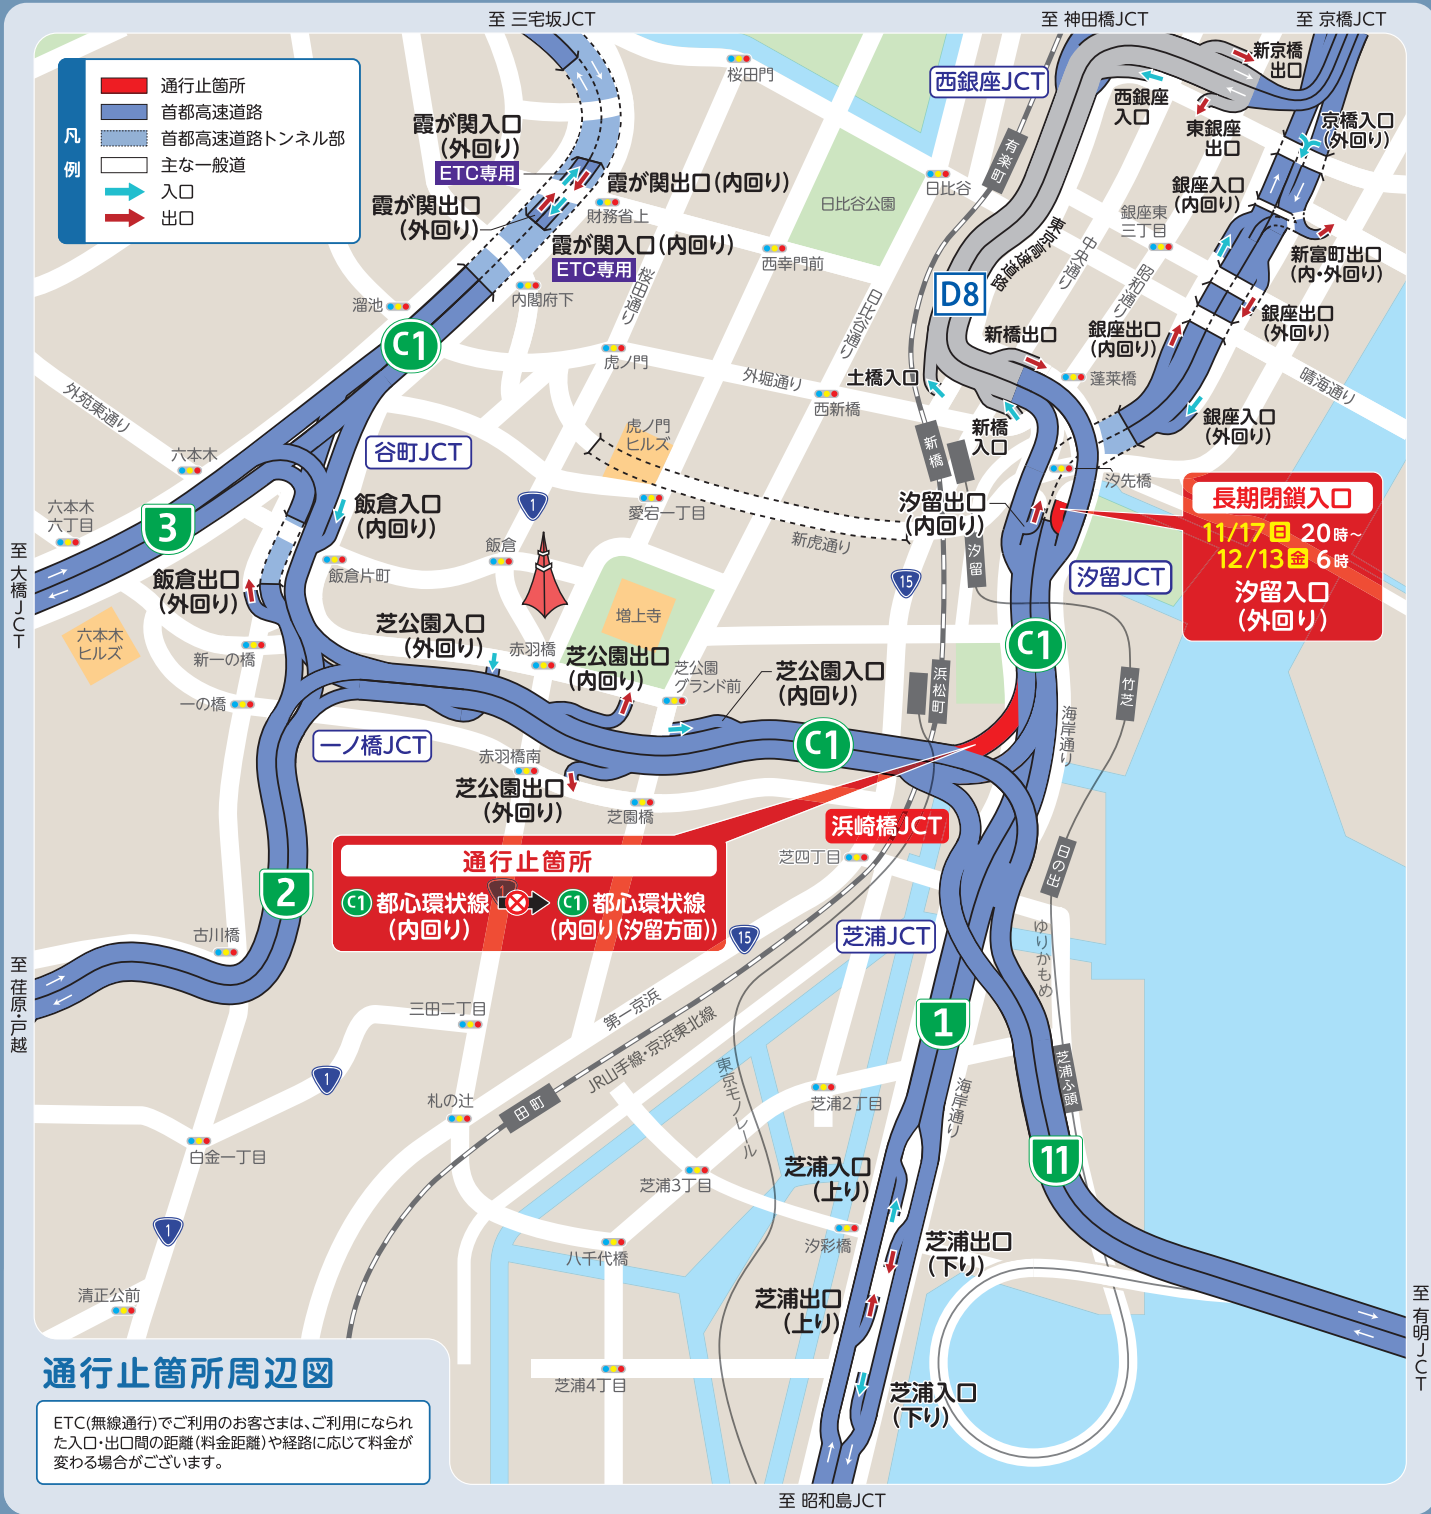 至 三宅坂JCT
至 神田橋JCT
至 京橋JCT
凡例
通行止箇所
首都高速道路
首都高速道路トンネル部
主な一般道
入口
出口
桜田門
西銀座JCT
新京橋
出口
西銀座
入口
東銀座
出口
京橋入口
(外回り)
霞が関入口
(外回り)
ETC専用
霞が関出口(内回り)
霞が関出口
(外回り)
財務省上
霞が関入口(内回り)
ETC専用
有楽町
日比谷
日比谷公園
銀座入口
(内回り)
銀座東
三丁目
新富町出口
(内・外回り)
西幸門前
内閣府下
桜田通り
日比谷通り
東京高速道路
中央通り
昭和通り
D8
溜池
C1
虎ノ門
外堀通り
西新橋
土橋入口
新橋出口
銀座出口
(内回り)
銀座出口
(外回り)
蓬莱橋
晴海通り
外苑東通り
六本木
谷町JCT
虎ノ門
ヒルズ
新橋
新橋
入口
銀座入口
(外回り)
汐先橋
六本木
六丁目
3
飯倉入口
(内回り)
1
愛宕一丁目
新虎通り
汐留出口
(内回り)
長期閉鎖入口
11/17日 20時~
12/13金 6時
汐留入口
(外回り)
至 大橋JCT
飯倉
飯倉片町
汐留
15
汐留JCT
飯倉出口
(外回り)
増上寺
六本木
ヒルズ
新一の橋
芝公園入口
(外回り)
赤羽橋
芝公園出口
(内回り)
芝公園
グランド前
芝公園入口
(内回り)
浜松町
C1
竹芝
海岸通り
一の橋
一ノ橋JCT
赤羽橋南
芝公園出口
(外回り)
芝園橋
C1
浜崎橋JCT
芝四丁目
日の出
通行止箇所
C1 都心環状線
(内回り)
1
C1 都心環状線
(内回り(汐留方面))
2
古川橋
15
芝浦JCT
ゆりかもめ
至 荏原・戸越
三田二丁目
第一京浜
JR山手線・京浜東北線
東京モノレール
1
1
海岸通り
芝浦ふ頭
札の辻
田町
芝浦2丁目
白金一丁目
11
芝浦入口
(上り)
芝浦3丁目
1
汐彩橋
芝浦出口
(下り)
八千代橋
清正公前
芝浦出口
(上り)
至 有明JCT
芝浦4丁目
芝浦入口
(下り)
通行止箇所周辺図
ETC(無線通行)でご利用のお客さまは、ご利用になられ
た入口・出口間の距離(料金距離)や経路に応じて料金が
変わる場合がございます。
至 昭和島JCT